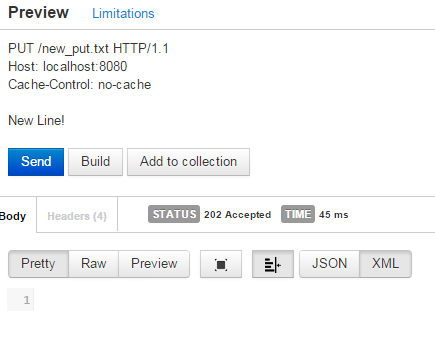 Preview Limitations
PUT /new_put.txt HTTP/1.1
Host: localhost:8080
Cache-Control: no-cache
New Line!
Send Build Add to collection
Body Headers (4) STATUS 202 Accepted TIME 45 ms
Pretty Raw Preview JSON XML
1